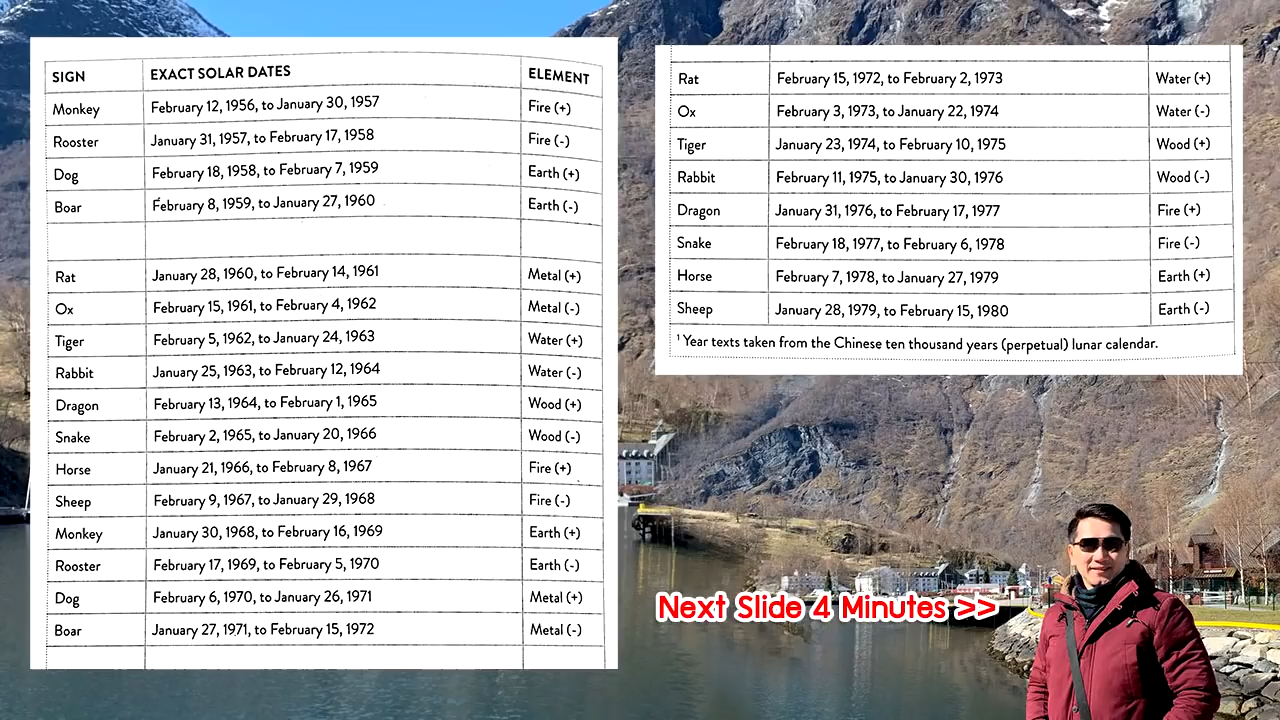 SIGN EXACT SOLAR DATES ELEMENT
Monkey February 12, 1956, to January 30, 1957 Fire (+)
Rooster January 31, 1957, to February 17, 1958 Fire (-)
Dog February 18, 1958, to February 7, 1959 Earth (+)
Boar February 8, 1959, to January 27, 1960 Earth (-)
Rat January 28, 1960, to February 14, 1961 Metal (+)
Ox February 15, 1961, to February 4, 1962 Metal (-)
Tiger February 5, 1962, to January 24, 1963 Water (+)
Rabbit January 25, 1963, to February 12, 1964 Water (-)
Dragon February 13, 1964, to February 1, 1965 Wood (+)
Snake February 2, 1965, to January 20, 1966 Wood (-)
Horse January 21, 1966, to February 8, 1967 Fire (+)
Sheep February 9, 1967, to January 29, 1968 Fire (-)
Monkey January 30, 1968, to February 16, 1969 Earth (+)
Rooster February 17, 1969, to February 5, 1970 Earth (-)
Dog February 6, 1970, to January 26, 1971 Metal (+)
Boar January 27, 1971, to February 15, 1972 Metal (-)
Rat February 15, 1972, to February 2, 1973 Water (+)
Ox February 3, 1973, to January 22, 1974 Water (-)
Tiger January 23, 1974, to February 10, 1975 Wood (+)
Rabbit February 11, 1975, to January 30, 1976 Wood (-)
Dragon January 31, 1976, to February 17, 1977 Fire (+)
Snake February 18, 1977, to February 6, 1978 Fire (-)
Horse February 7, 1978, to January 27, 1979 Earth (+)
Sheep January 28, 1979, to February 15, 1980 Earth (-)
¹ Year texts taken from the Chinese ten thousand years (perpetual) lunar calendar.
Next Slide 4 Minutes >>